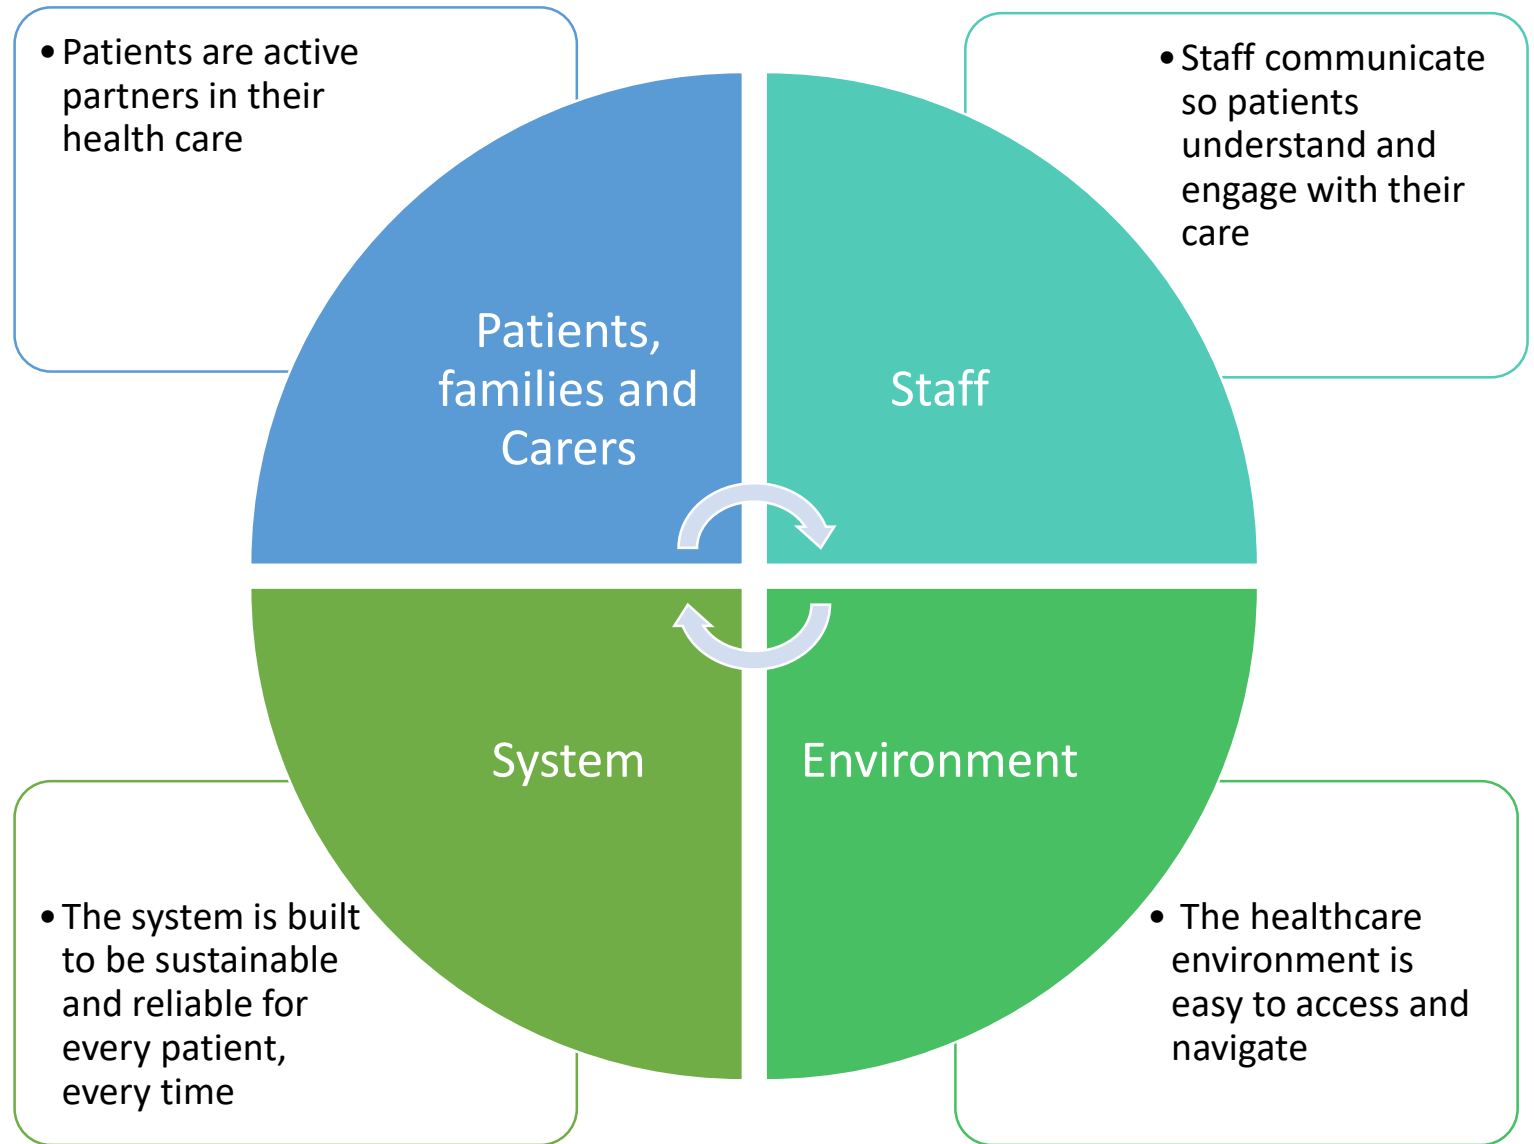 • Patients are active
partners in their
health care
• Staff communicate
so patients
understand and
engage with their
care
Patients,
families and
Carers
Staff
System
Environment
• The system is built
to be sustainable
and reliable for
every patient,
every time
• The healthcare
environment is
easy to access and
navigate